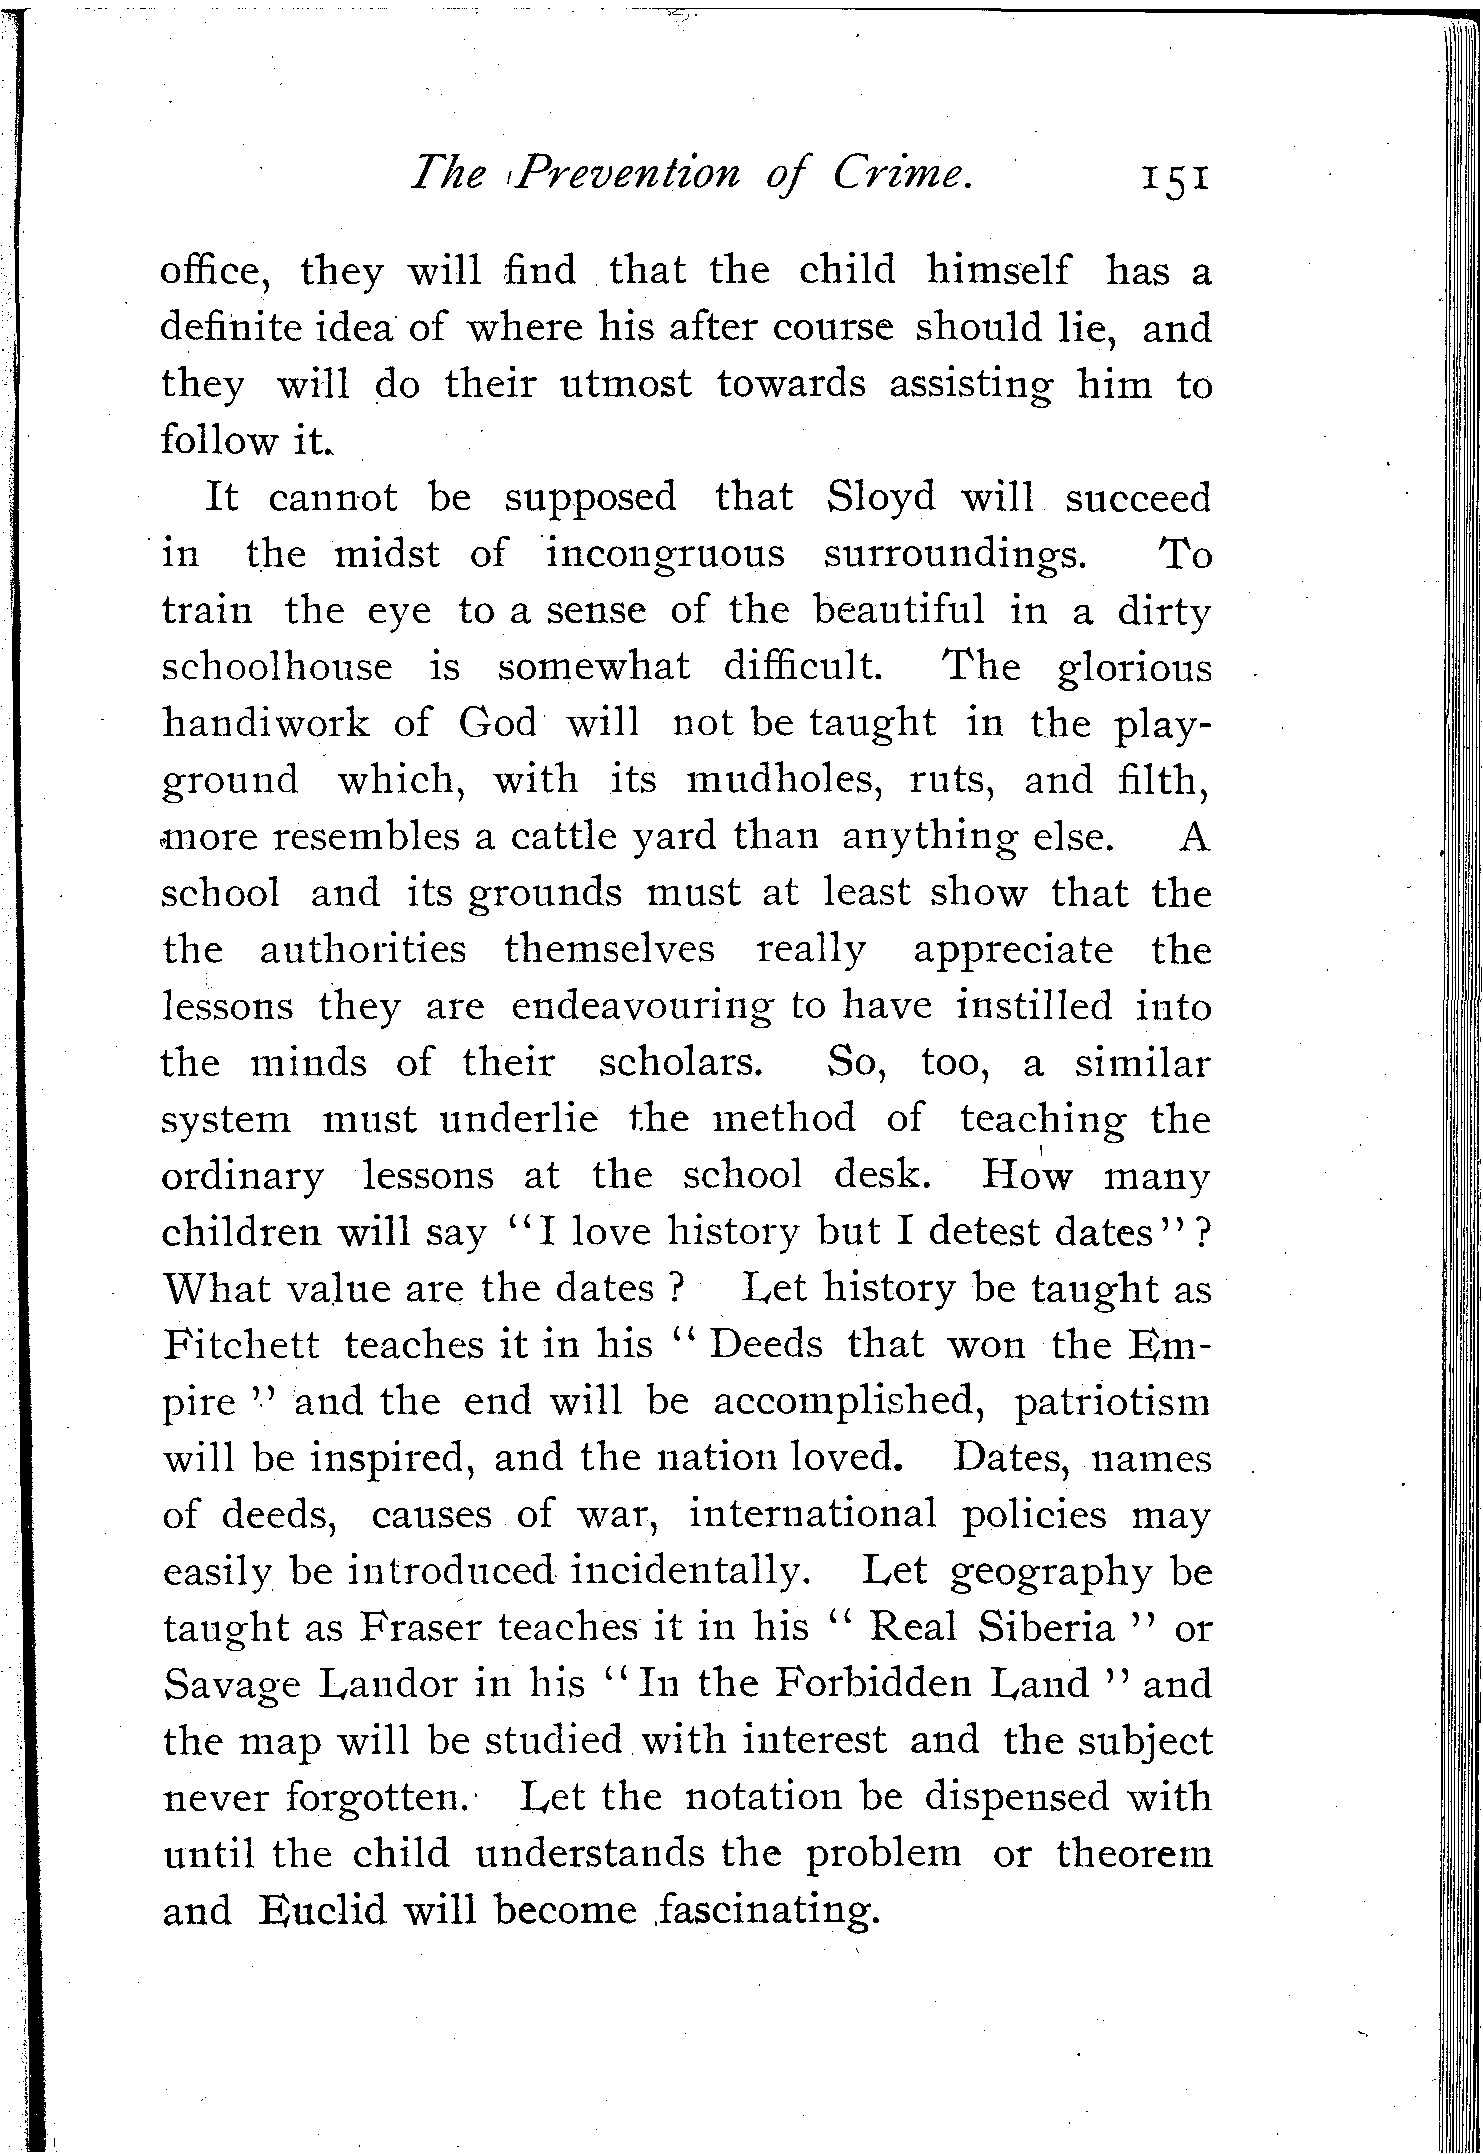 The Prevention of Crime. 151
office, they will find that the child himself has a
definite idea of where his after course should lie, and
they will do their utmost towards assisting him to
follow it.
It cannot be supposed that Sloyd will succeed
in the midst of incongruous surroundings. To
train the eye to a sense of the beautiful in a dirty
schoolhouse is somewhat difficult. The glorious
handiwork of God will not be taught in the play-
ground which, with its mudholes, ruts, and filth,
more resembles a cattle yard than anything else. A
school and its grounds must at least show that the
the authorities themselves really appreciate the
lessons they are endeavouring to have instilled into
the minds of their scholars. So, too, a similar
system must underlie the method of teaching the
ordinary lessons at the school desk. How many
children will say "I love history but I detest dates"?
What value are the dates ? Let history be taught as
Fitchett teaches it in his " Deeds that won the Em-
pire " and the end will be accomplished, patriotism
will be inspired, and the nation loved. Dates, names
of deeds, causes of war, international policies may
easily be introduced incidentally. Let geography be
taught as Fraser teaches it in his " Real Siberia " or
Savage Landor in his "In the Forbidden Land " and
the map will be studied with interest and the subject
never forgotten. Let the notation be dispensed with
until the child understands the problem or theorem
and Euclid will become fascinating.